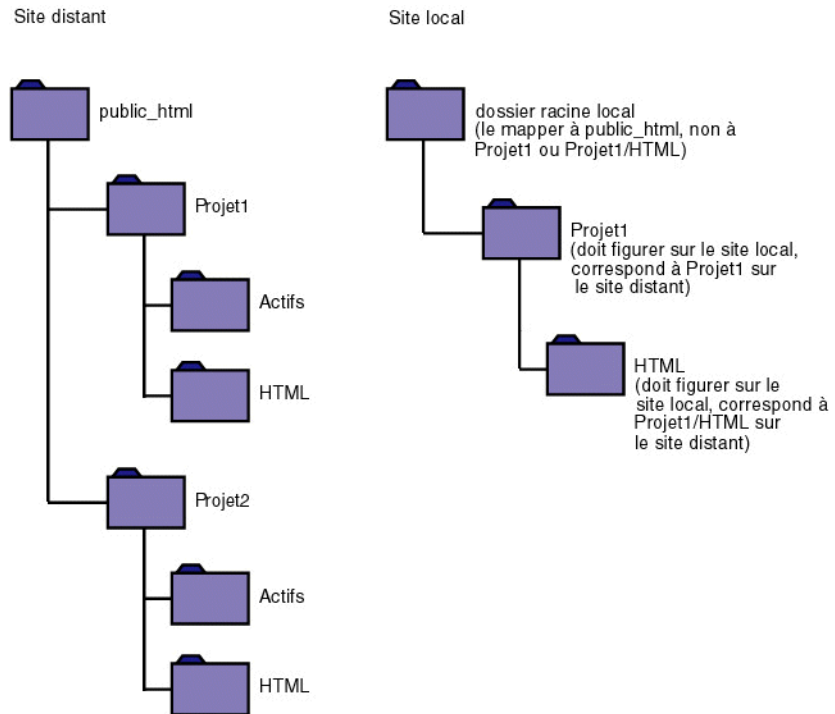 Site distant
public_html
Projet1
Actifs
HTML
Projet2
Actifs
HTML
Site local
dossier racine local
(le mapper à public_html, non à
Projet1 ou Projet1/HTML)
Projet1
(doit figurer sur le site local,
correspond à Projet1 sur
le site distant)
HTML
(doit figurer sur le
site local, correspond à
Projet1/HTML sur
le site distant)